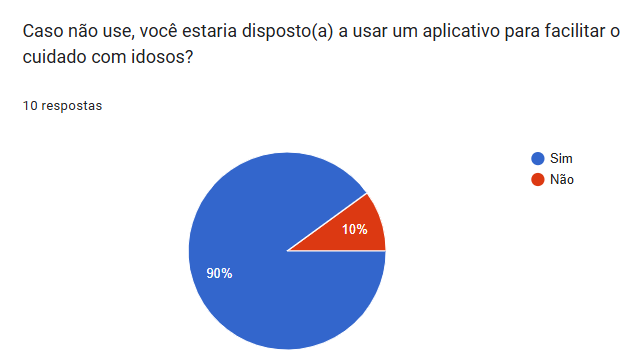 Caso não use, você estaria disposto(a) a usar um aplicativo para facilitar o
cuidado com idosos?
10 respostas
Sim
Não
10%
90%